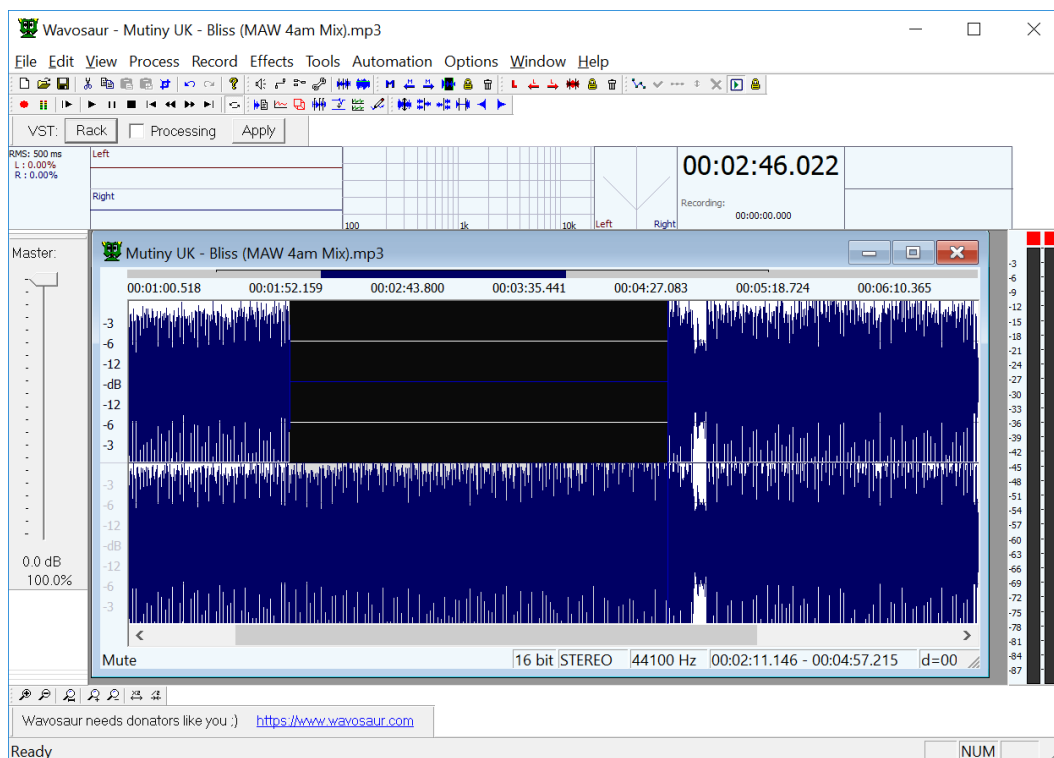 Wavosaur - Mutiny UK - Bliss (MAW 4am Mix).mp3
File Edit View Process Record Effects Tools Automation Options Window Help
VST: Rack Processing Apply
RMS: 500 ms
L : 0.00%
R : 0.00%
Left
Right
100 1k 10k
Left Right
00:02:46.022
Recording:
00:00:00.000
Master:
0.0 dB
100.0%
Mutiny UK - Bliss (MAW 4am Mix).mp3
00:01:00.518 00:01:52.159 00:02:43.800 00:03:35.441 00:04:27.083 00:05:18.724 00:06:10.365
-3
-6
-12
-dB
-12
-6
-3
-3
-6
-12
-dB
-12
-6
-3
Mute 16 bit STEREO 44100 Hz 00:02:11.146 - 00:04:57.215 d=00
-3
-6
-9
-12
-15
-18
-21
-24
-27
-30
-33
-36
-39
-42
-45
-48
-51
-54
-57
-60
-63
-66
-69
-72
-75
-78
-81
-84
-87
Wavosaur needs donators like you ;) https://www.wavosaur.com
Ready NUM